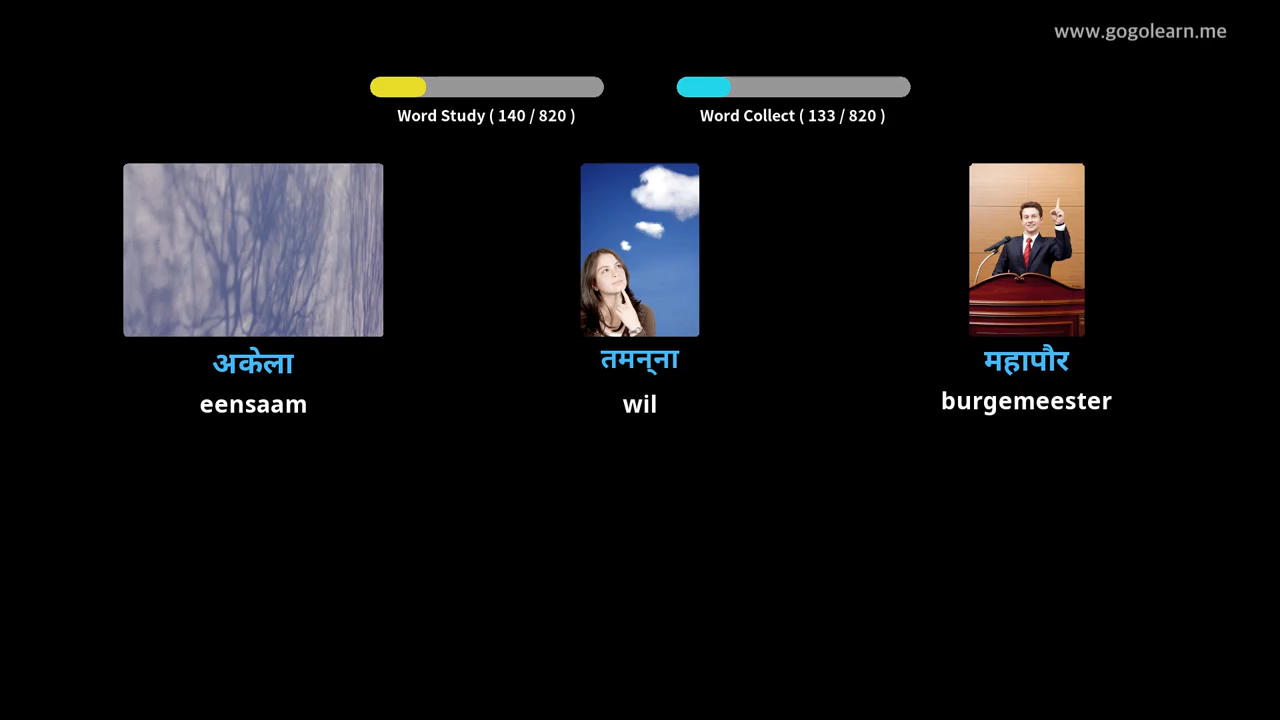 www.gogolearn.me
Word Study ( 140 / 820 )
Word Collect ( 133 / 820 )
अकेला
तमन्‌ना
महापौर
eensaam
wil
burgemeester